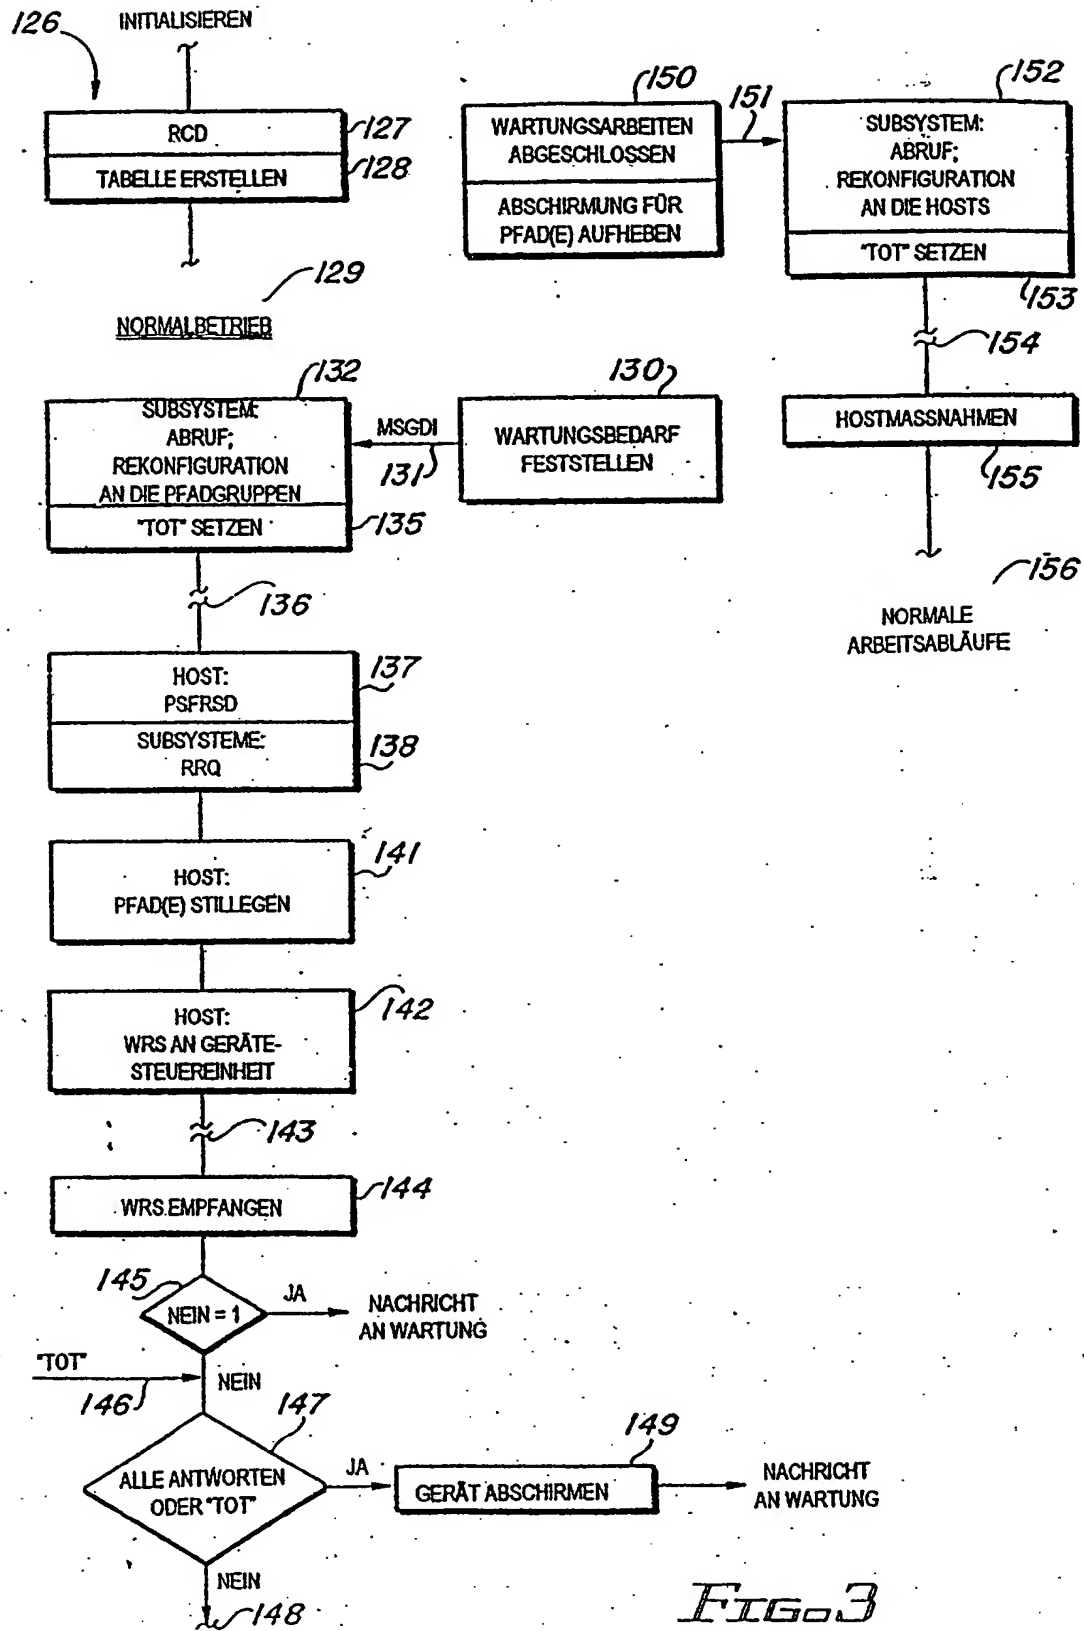 126
INITIALISIEREN
RCD
127
TABELLE ERSTELLEN
128
129
NORMALBETRIEB
150
WARTUNGSARBEITEN
ABGESCHLOSSEN
ABSCHIRMUNG FÜR
PFAD(E) AUFHEBEN
151
152
SUBSYSTEM:
ABRUF;
REKONFIGURATION
AN DIE HOSTS
"TOT" SETZEN
153
154
HOSTMASSNAHMEN
155
156
NORMALE
ARBEITSABLÄUFE
132
SUBSYSTEM:
ABRUF;
REKONFIGURATION
AN DIE PFADGRUPPEN
"TOT" SETZEN
135
MSGDI
131
130
WARTUNGSBEDARF
FESTSTELLEN
136
HOST:
PSFRSD
137
SUBSYSTEME:
RRQ
138
HOST:
PFAD(E) STILLEGEN
141
HOST:
WRS AN GERÄTE-
STEUEREINHEIT
142
143
WRS EMPFANGEN
144
145
NEIN = 1
JA
NACHRICHT
AN WARTUNG
"TOT"
146
NEIN
147
ALLE ANTWORTEN
ODER "TOT"
JA
149
GERÄT ABSCHIRMEN
NACHRICHT
AN WARTUNG
NEIN
148
FIG. 3